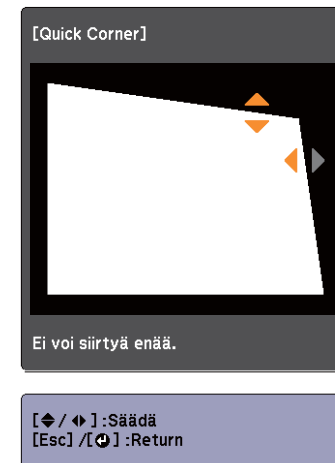 [Quick Corner]
Ei voi siirtyä enää.
[ / ] :Säädä
[Esc] /[ ] :Return